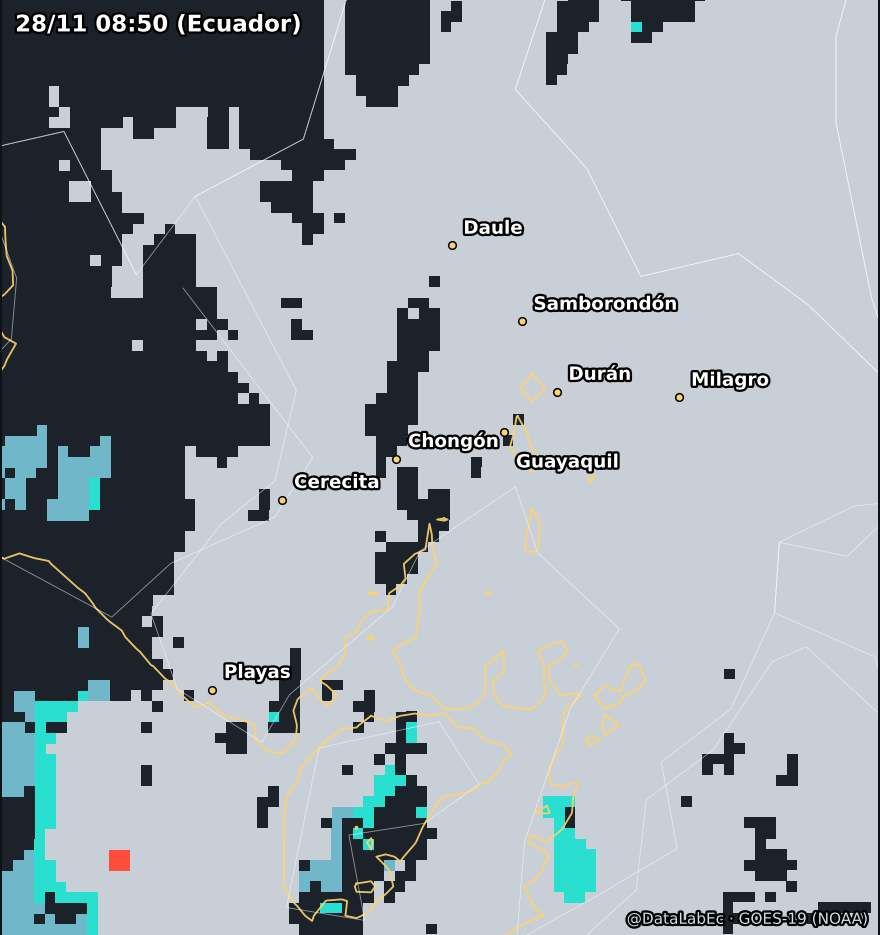 28/11 08:50 (Ecuador)
Daule
Samborondón
Durán
Milagro
Chongón
Guayaquil
Cerecita
Playas
@DataLabEc · GOES-19 (NOAA)